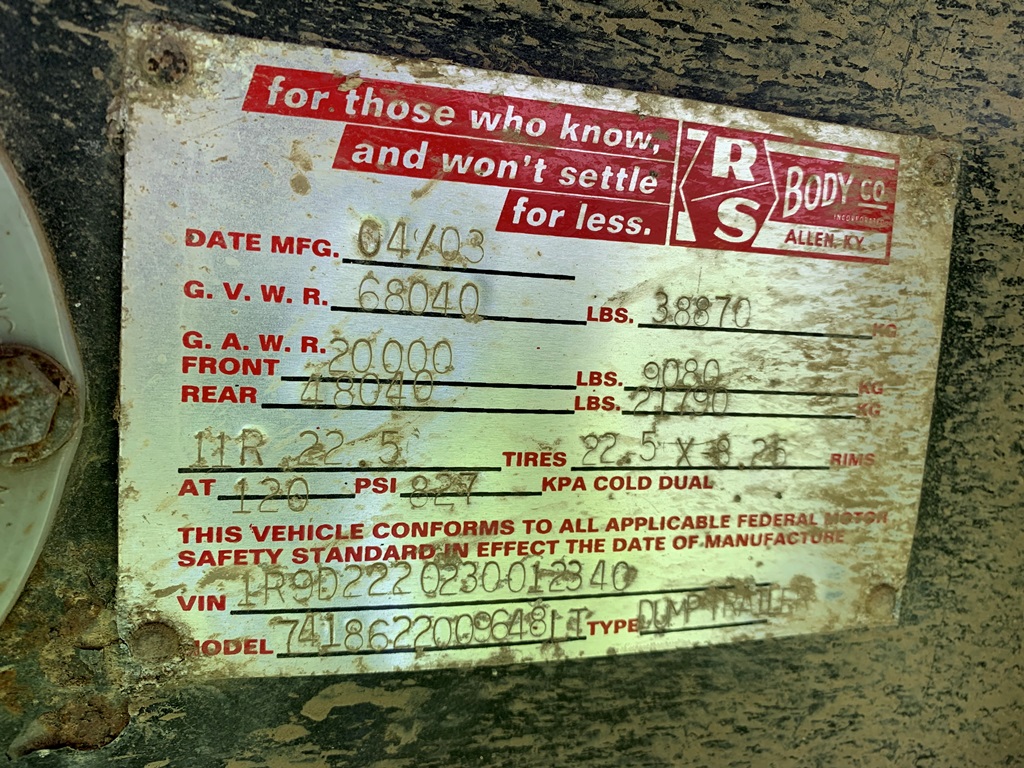 for those who know,
and won't settle
for less.
RS BODY CO
INCORPORATED
ALLEN, KY.
DATE MFG. 04/03
G. V. W. R. 68040 LBS. 38870 KG
G. A. W. R.
FRONT 20000 LBS. 9080 KG
REAR 48040 LBS. 21790 KG
11R 22.5 TIRES 22.5 X 8.25 RIMS
AT 120 PSI 827 KPA COLD DUAL
THIS VEHICLE CONFORMS TO ALL APPLICABLE FEDERAL MOTOR
SAFETY STANDARD IN EFFECT THE DATE OF MANUFACTURE
VIN 1R9D2220230012340
MODEL TYPE DUMP TRAILER